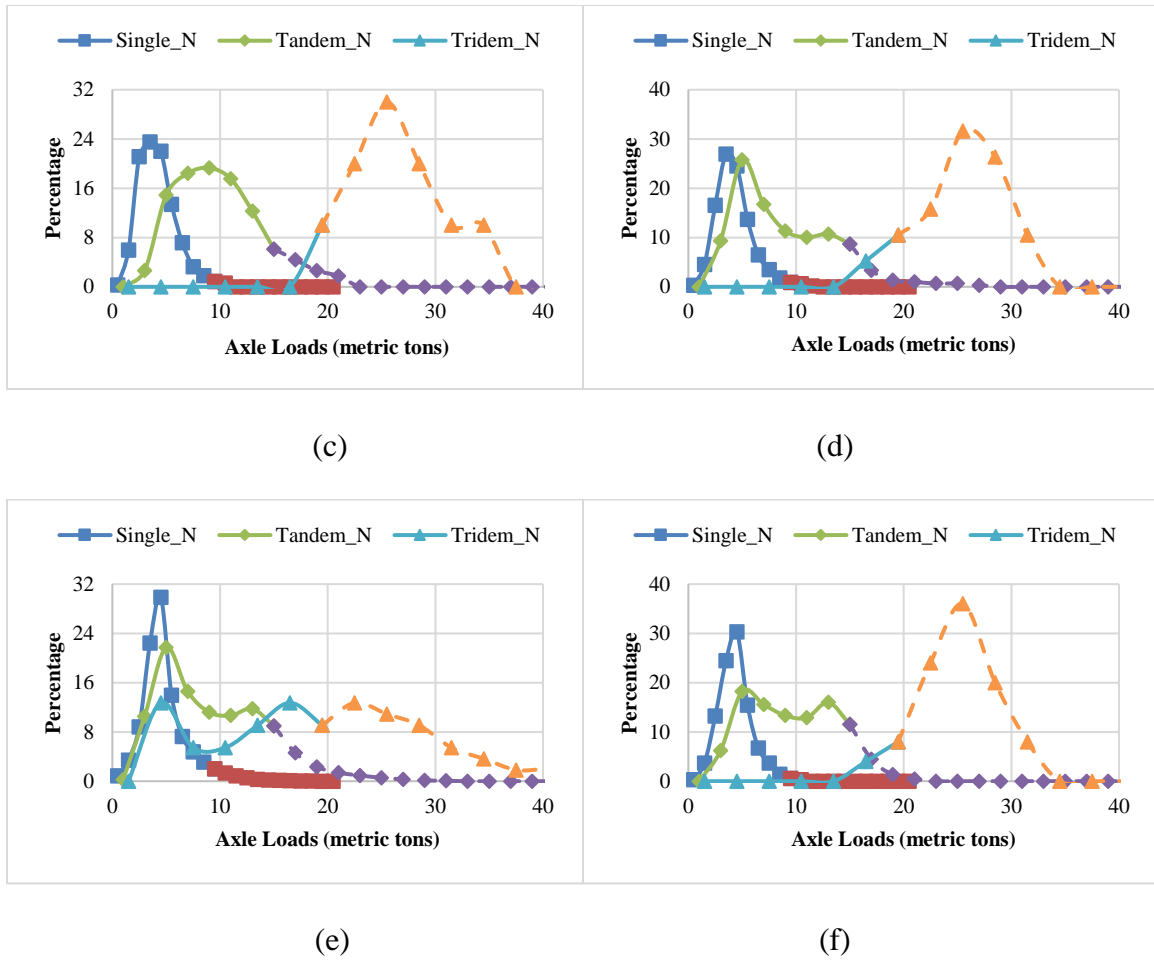 Single_N Tandem_N Tridem_N
32
24
16
8
0
Percentage
0 10 20 30 40
Axle Loads (metric tons)
(c)
Single_N Tandem_N Tridem_N
40
30
20
10
0
Percentage
0 10 20 30 40
Axle Loads (metric tons)
(d)
Single_N Tandem_N Tridem_N
32
24
16
8
0
Percentage
0 10 20 30 40
Axle Loads (metric tons)
(e)
Single_N Tandem_N Tridem_N
40
30
20
10
0
Percentage
0 10 20 30 40
Axle Loads (metric tons)
(f)